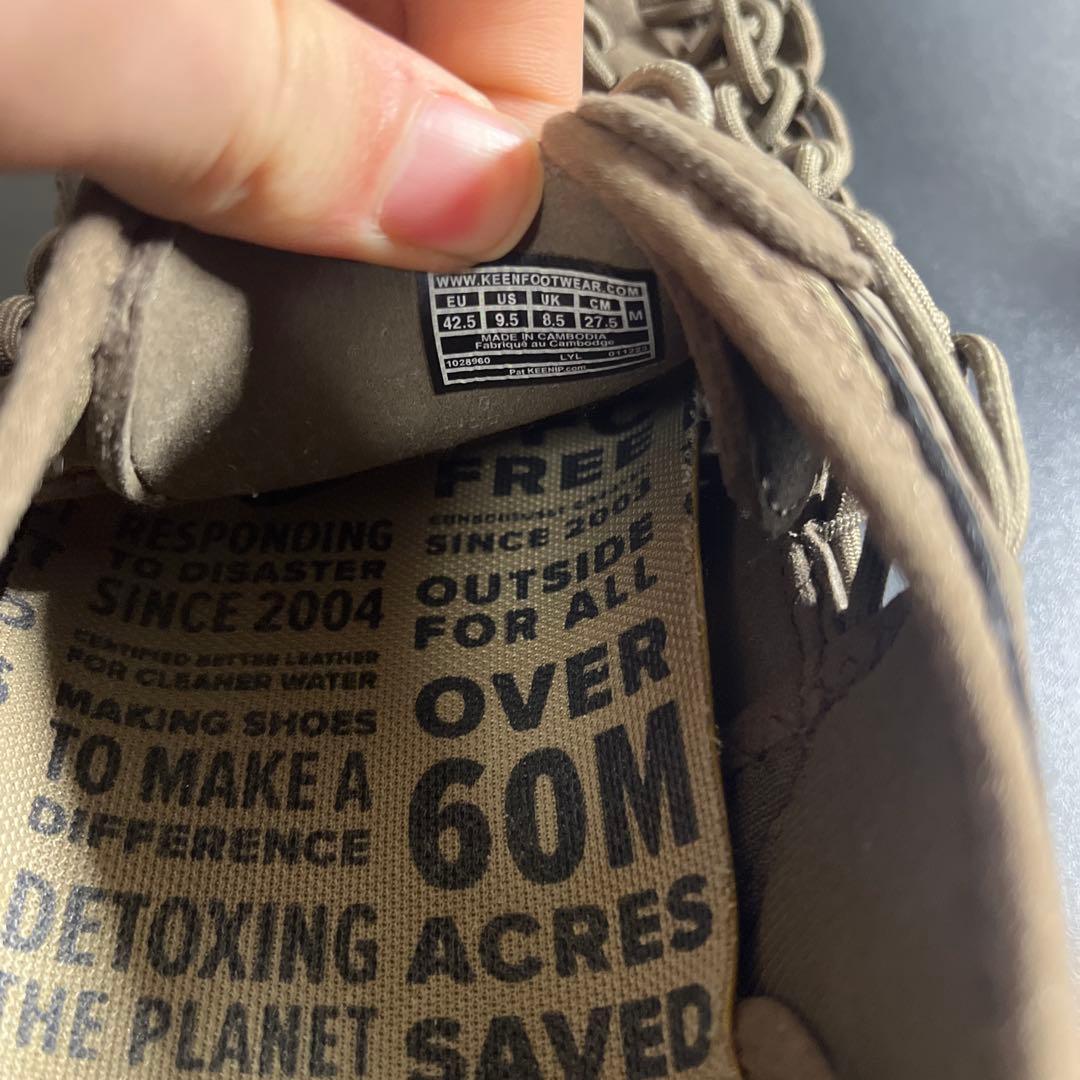 WWW.KEENFOOTWEAR.COM
EU US UK CM
42.5 9.5 8.5 27.5 M
MADE IN CAMBODIA
Fabriqué au Cambodge
1028960 LYL 011223
Pat KEENIP.com
FREE
SINCE 2003
OUTSIDE
FOR ALL
OVER
60M
ACRES
SAVED
RESPONDING
TO DISASTER
SINCE 2004
CERTIFIED BETTER LEATHER
FOR CLEANER WATER
MAKING SHOES
TO MAKE A
DIFFERENCE
DETOXING
THE PLANET